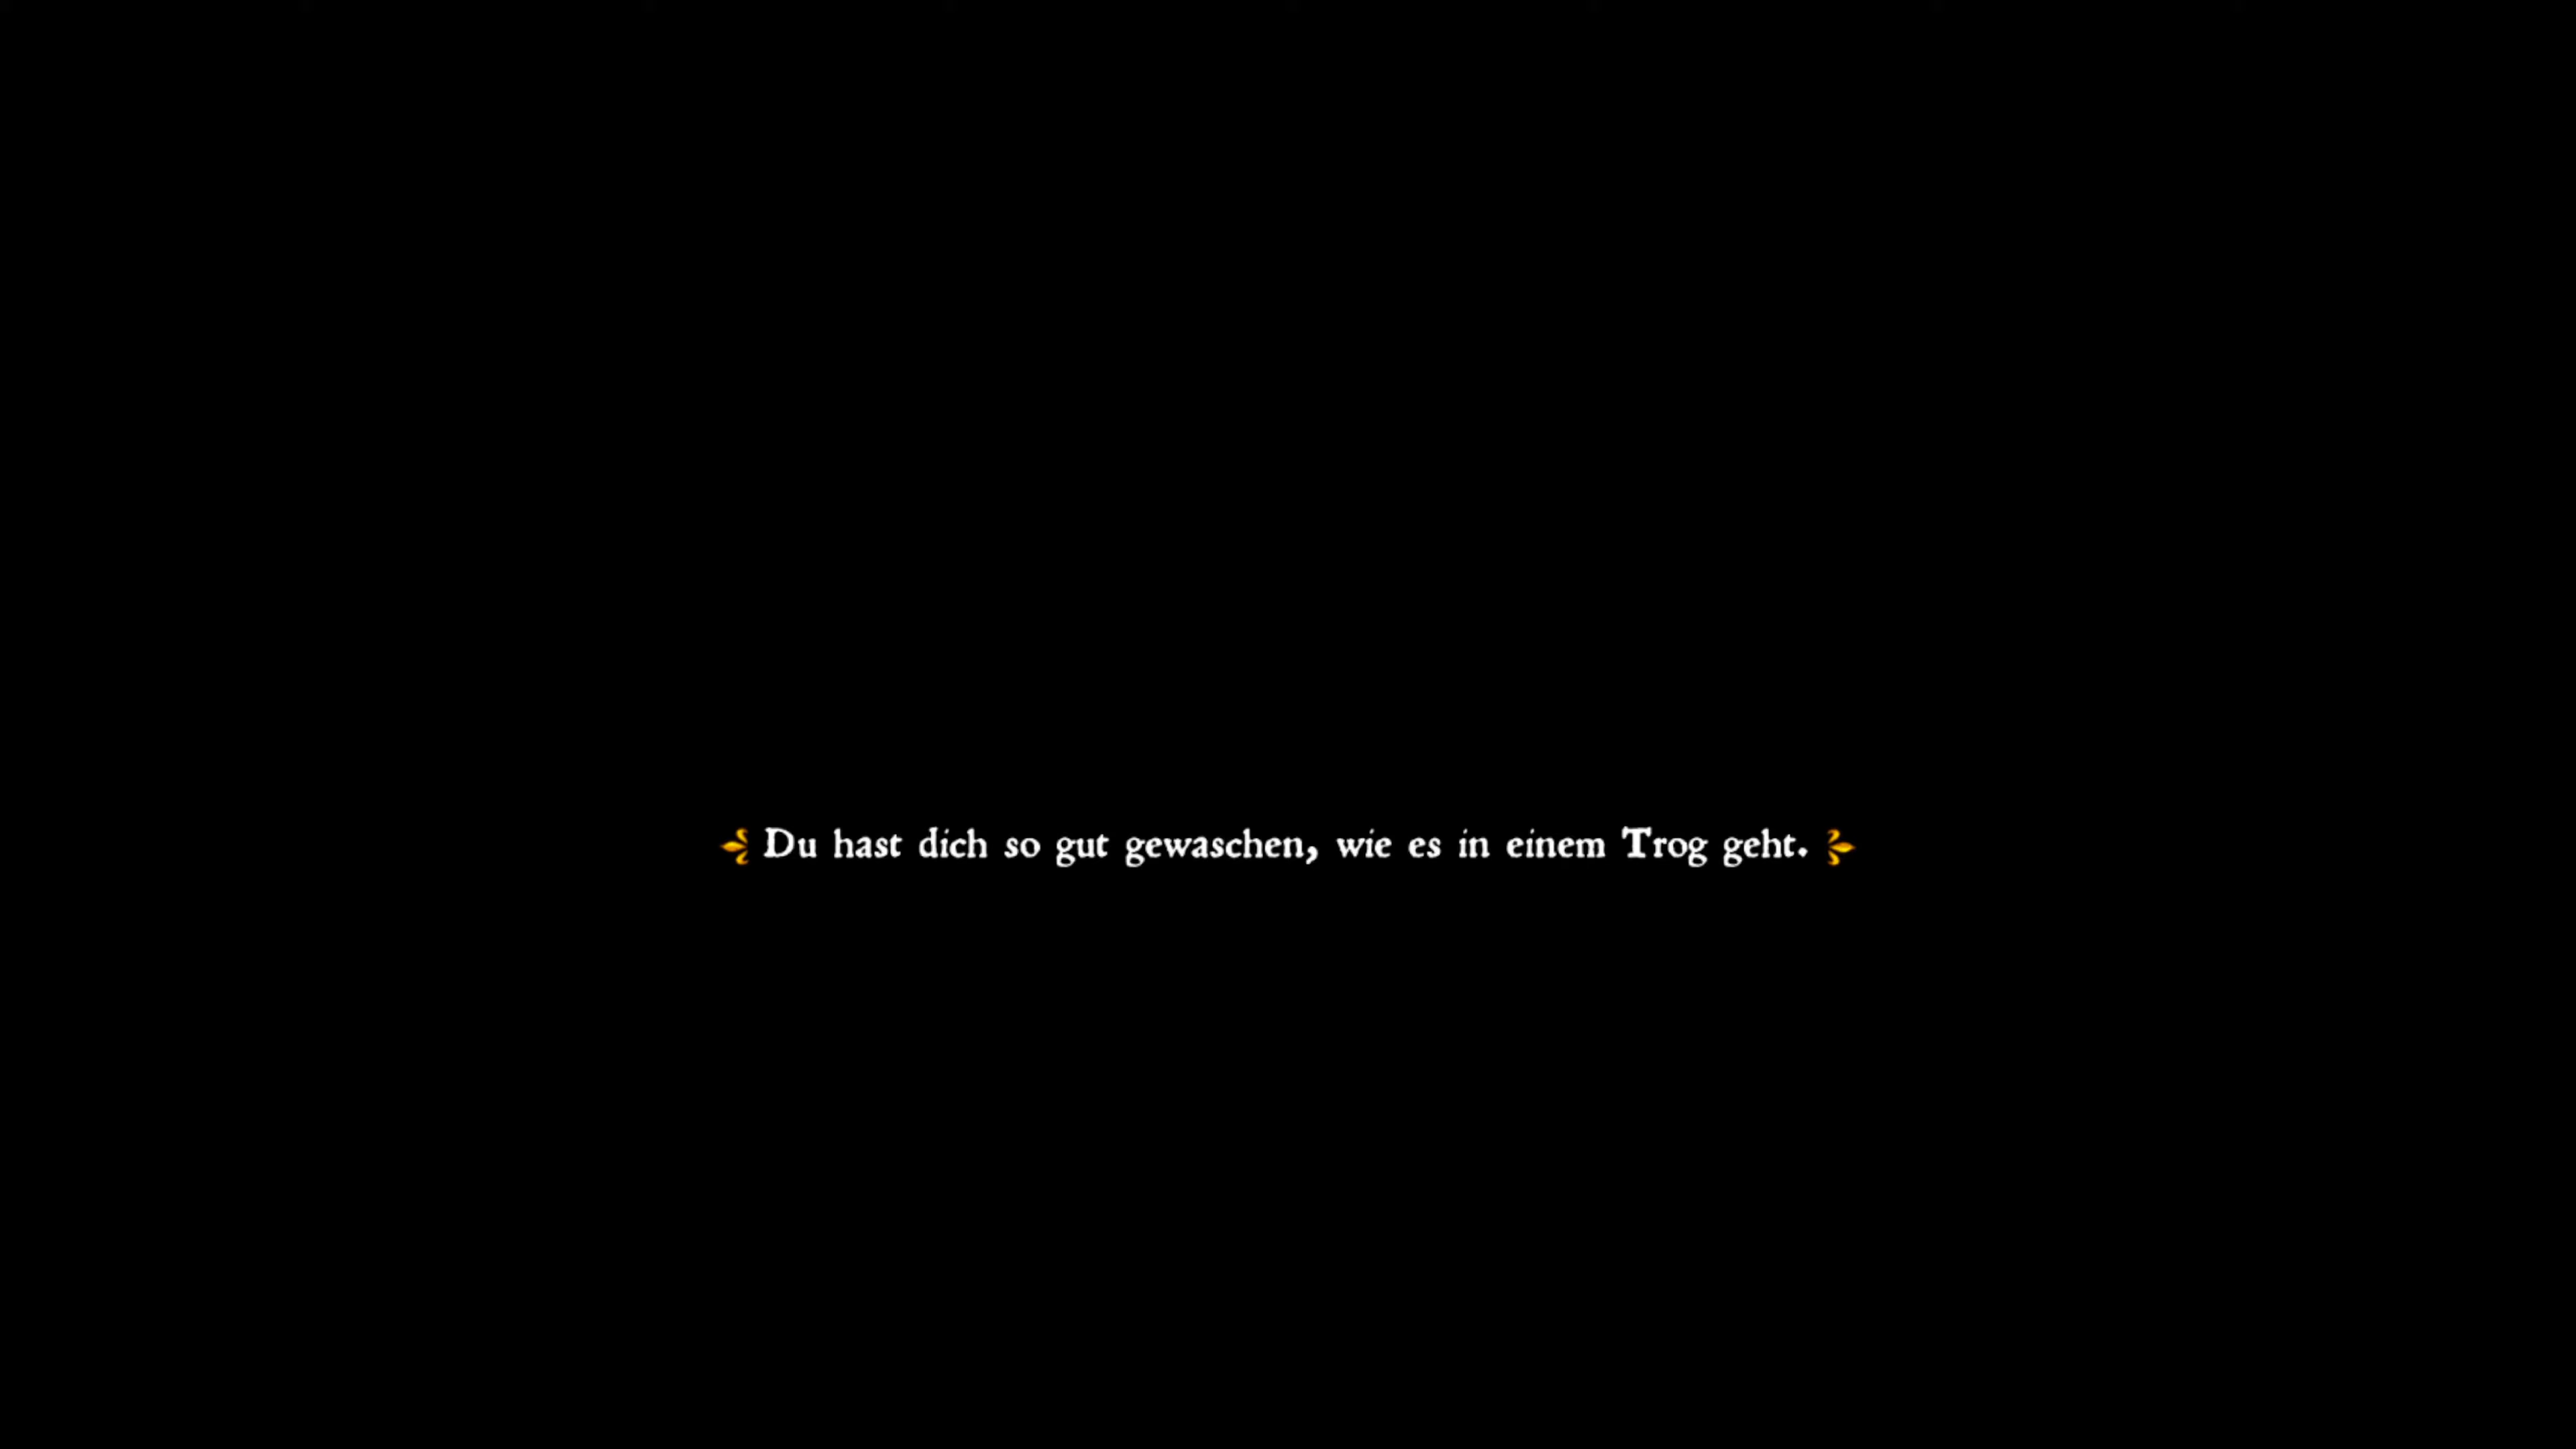 Du hast dich so gut gewaschen, wie es in einem Trog geht.